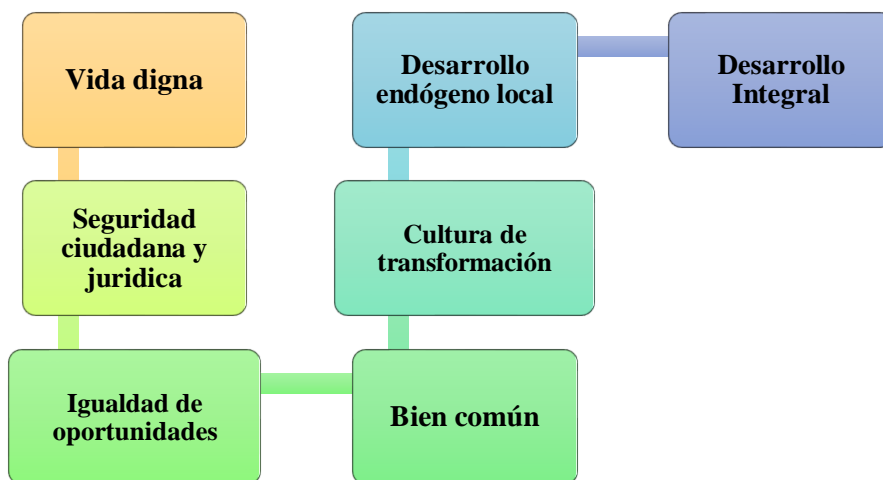 Vida digna
Seguridad
ciudadana y
juridica
Igualdad de
oportunidades
Bien común
Cultura de
transformación
Desarrollo
endógeno local
Desarrollo
Integral